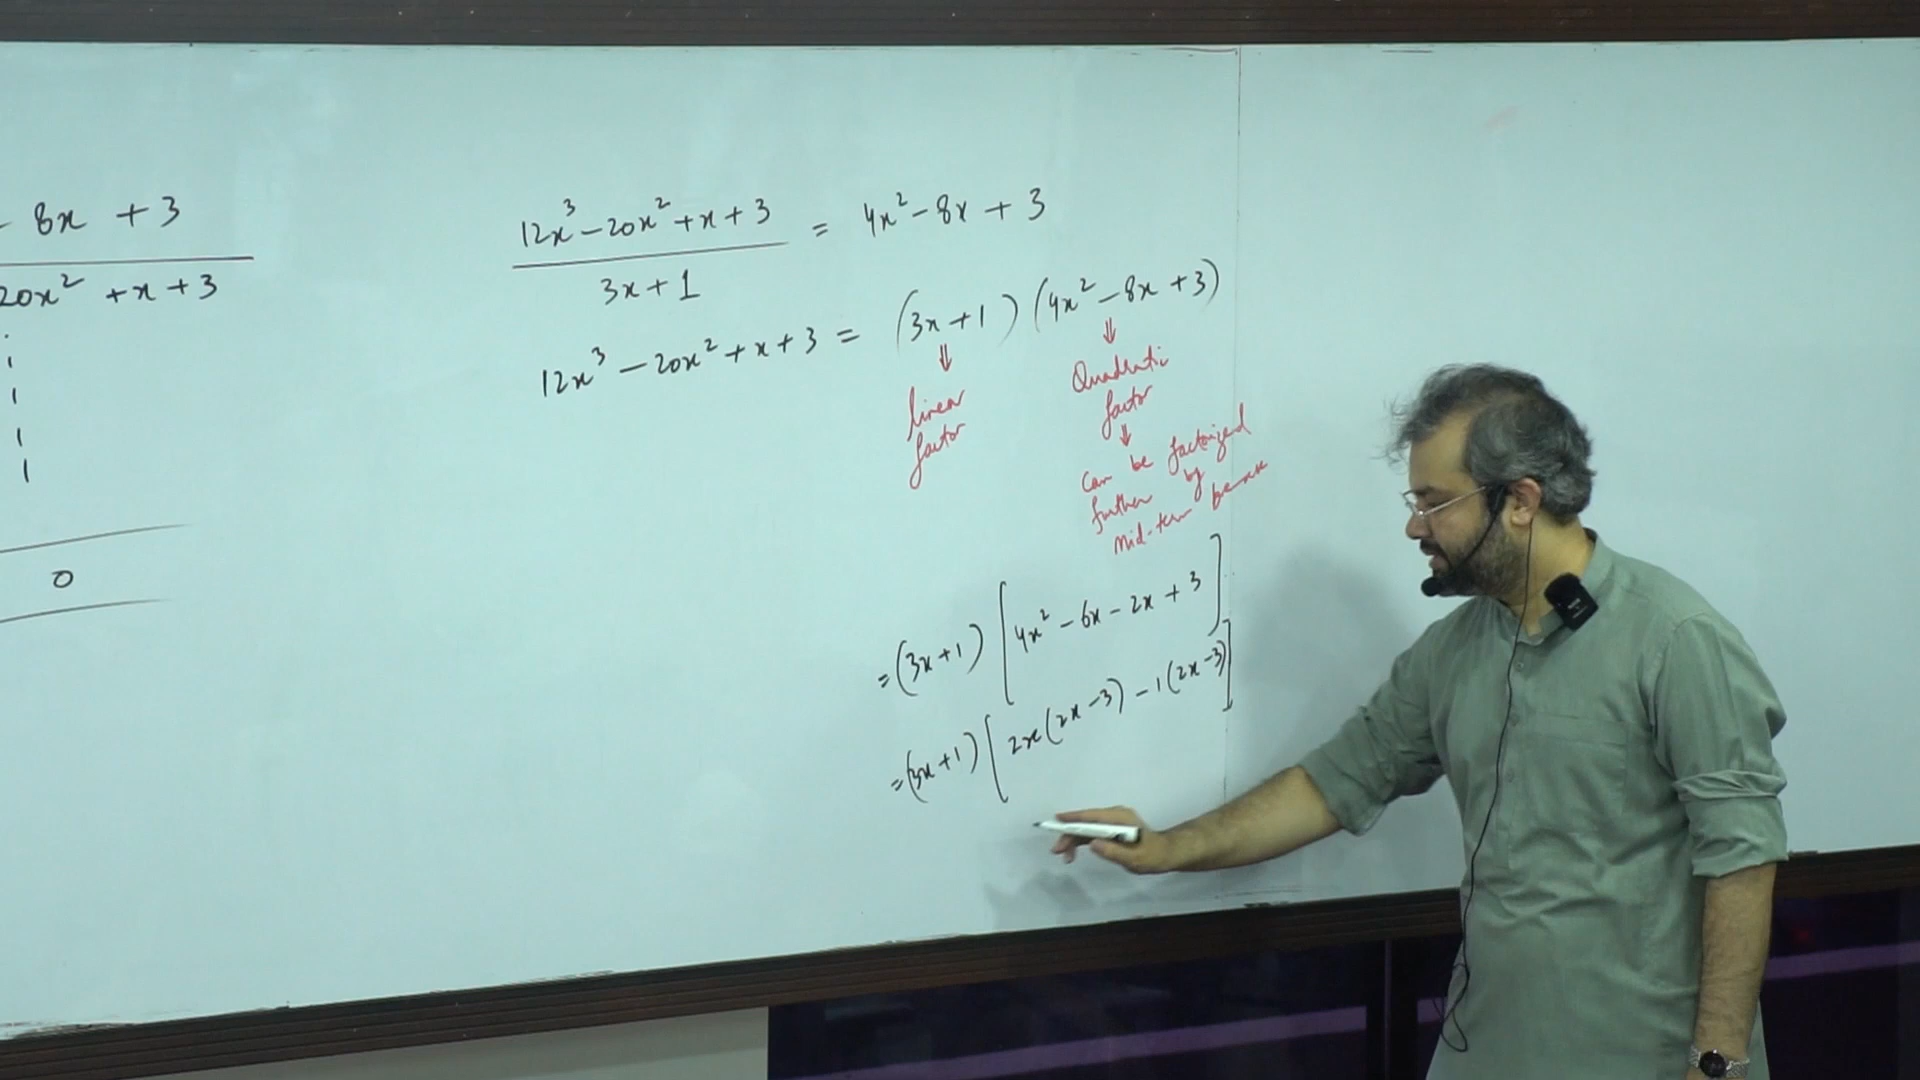 - 8x + 3
20x² + x + 3
0
12x³ - 20x² + x + 3 = 4x² - 8x + 3
3x + 1
12x³ - 20x² + x + 3 = (3x + 1) (4x² - 8x + 3)
⇓ ⇓
linear factor
Quadratic factor
⇓
Can be factorized
further by
mid-term
= (3x + 1) [4x² - 6x - 2x + 3]
= (3x + 1) [2x(2x - 3) - 1(2x - 3)]